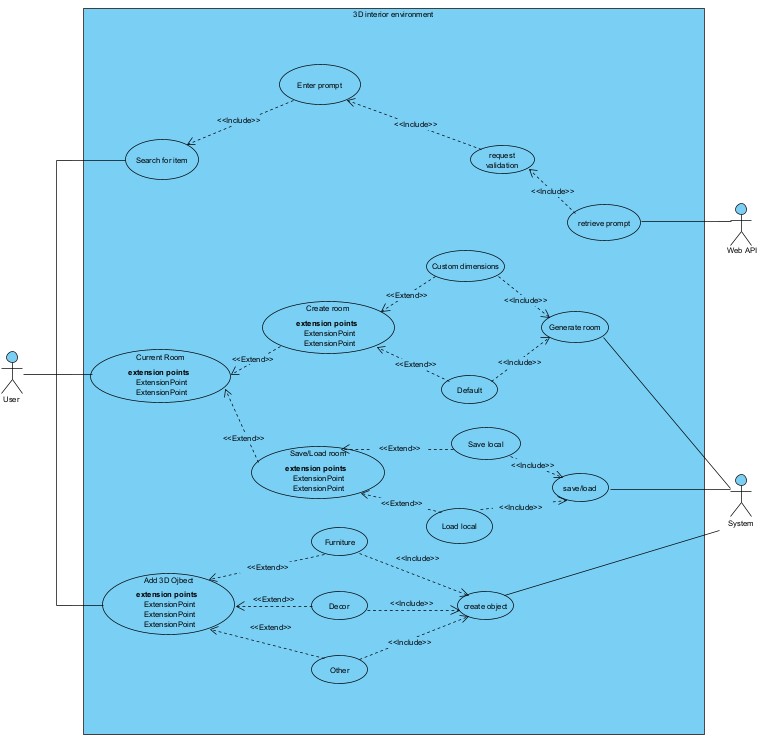 3D interior environment
Enter prompt
<<Include>>
<<Include>>
Search for item
request
validation
<<Include>>
retrieve prompt
Web API
Custom dimensions
<<Extend>>
<<Include>>
Create room
extension points
ExtensionPoint
ExtensionPoint
Generate room
Current Room
extension points
ExtensionPoint
ExtensionPoint
<<Extend>>
<<Extend>>
<<Include>>
Default
User
<<Extend>>
Save/Load room
extension points
ExtensionPoint
ExtensionPoint
<<Extend>>
Save local
<<Include>>
save/load
<<Extend>>
<<Include>>
Load local
System
Furniture
<<Extend>>
<<Include>>
Add 3D Ojbect
extension points
ExtensionPoint
ExtensionPoint
ExtensionPoint
<<Extend>>
Decor
<<Include>>
create object
<<Extend>>
<<Include>>
Other